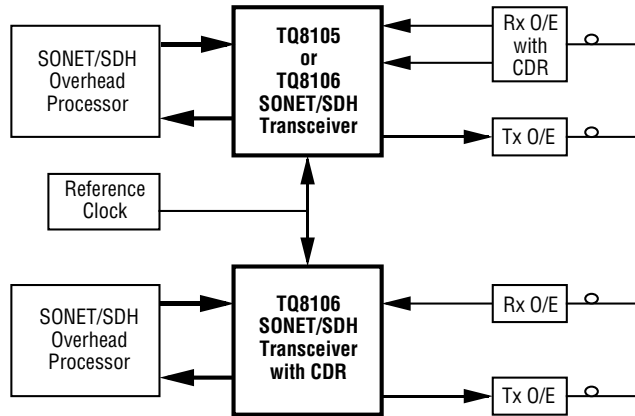 SONET/SDH
Overhead
Processor
TQ8105
or
TQ8106
SONET/SDH
Transceiver
Rx O/E
with
CDR
Tx O/E
Reference
Clock
SONET/SDH
Overhead
Processor
TQ8106
SONET/SDH
Transceiver
with CDR
Rx O/E
Tx O/E